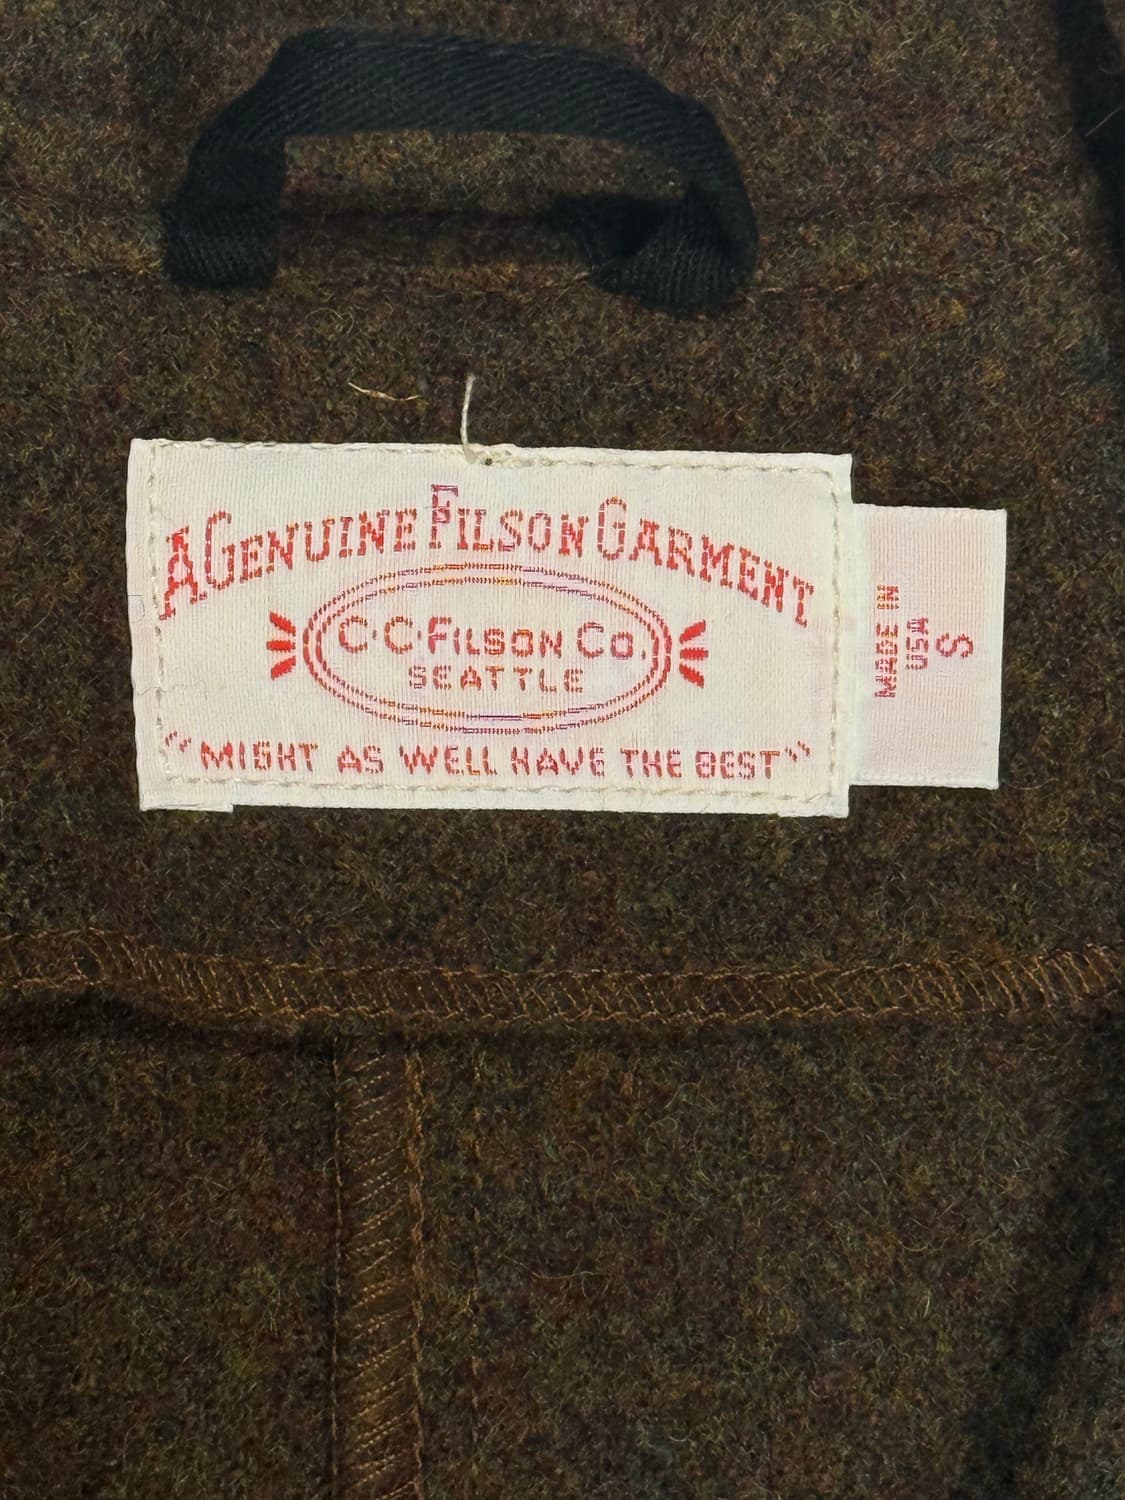 A GENUINE FILSON GARMENT
C·C·FILSON CO.
SEATTLE
"MIGHT AS WELL HAVE THE BEST"
MADE IN
USA
S